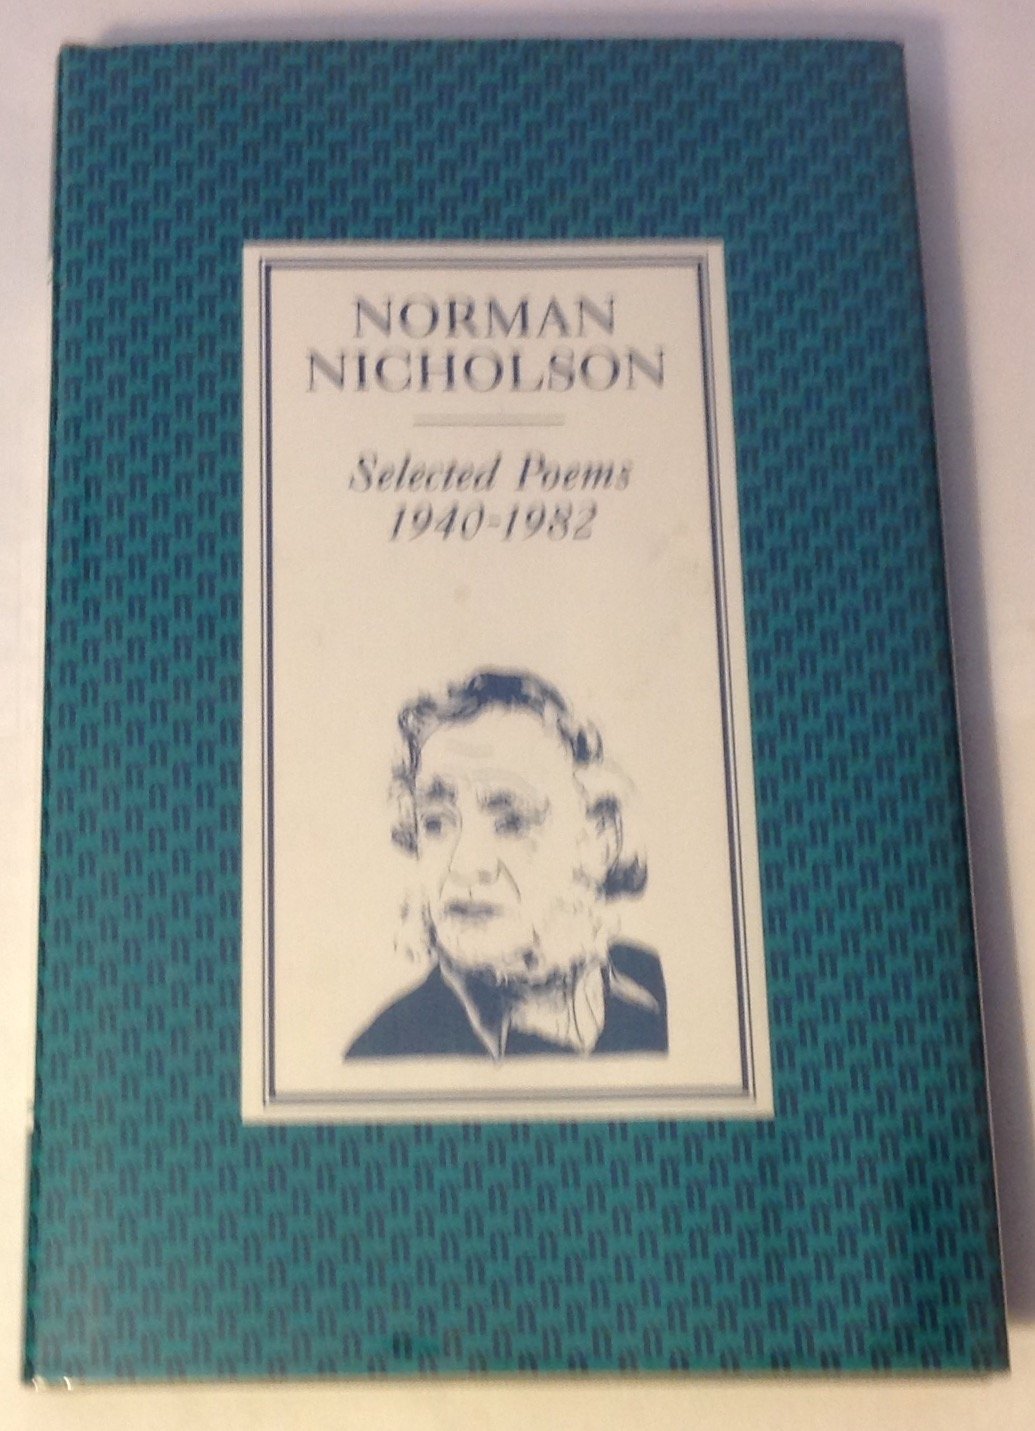 NORMAN
NICHOLSON
Selected Poems
1940-1982